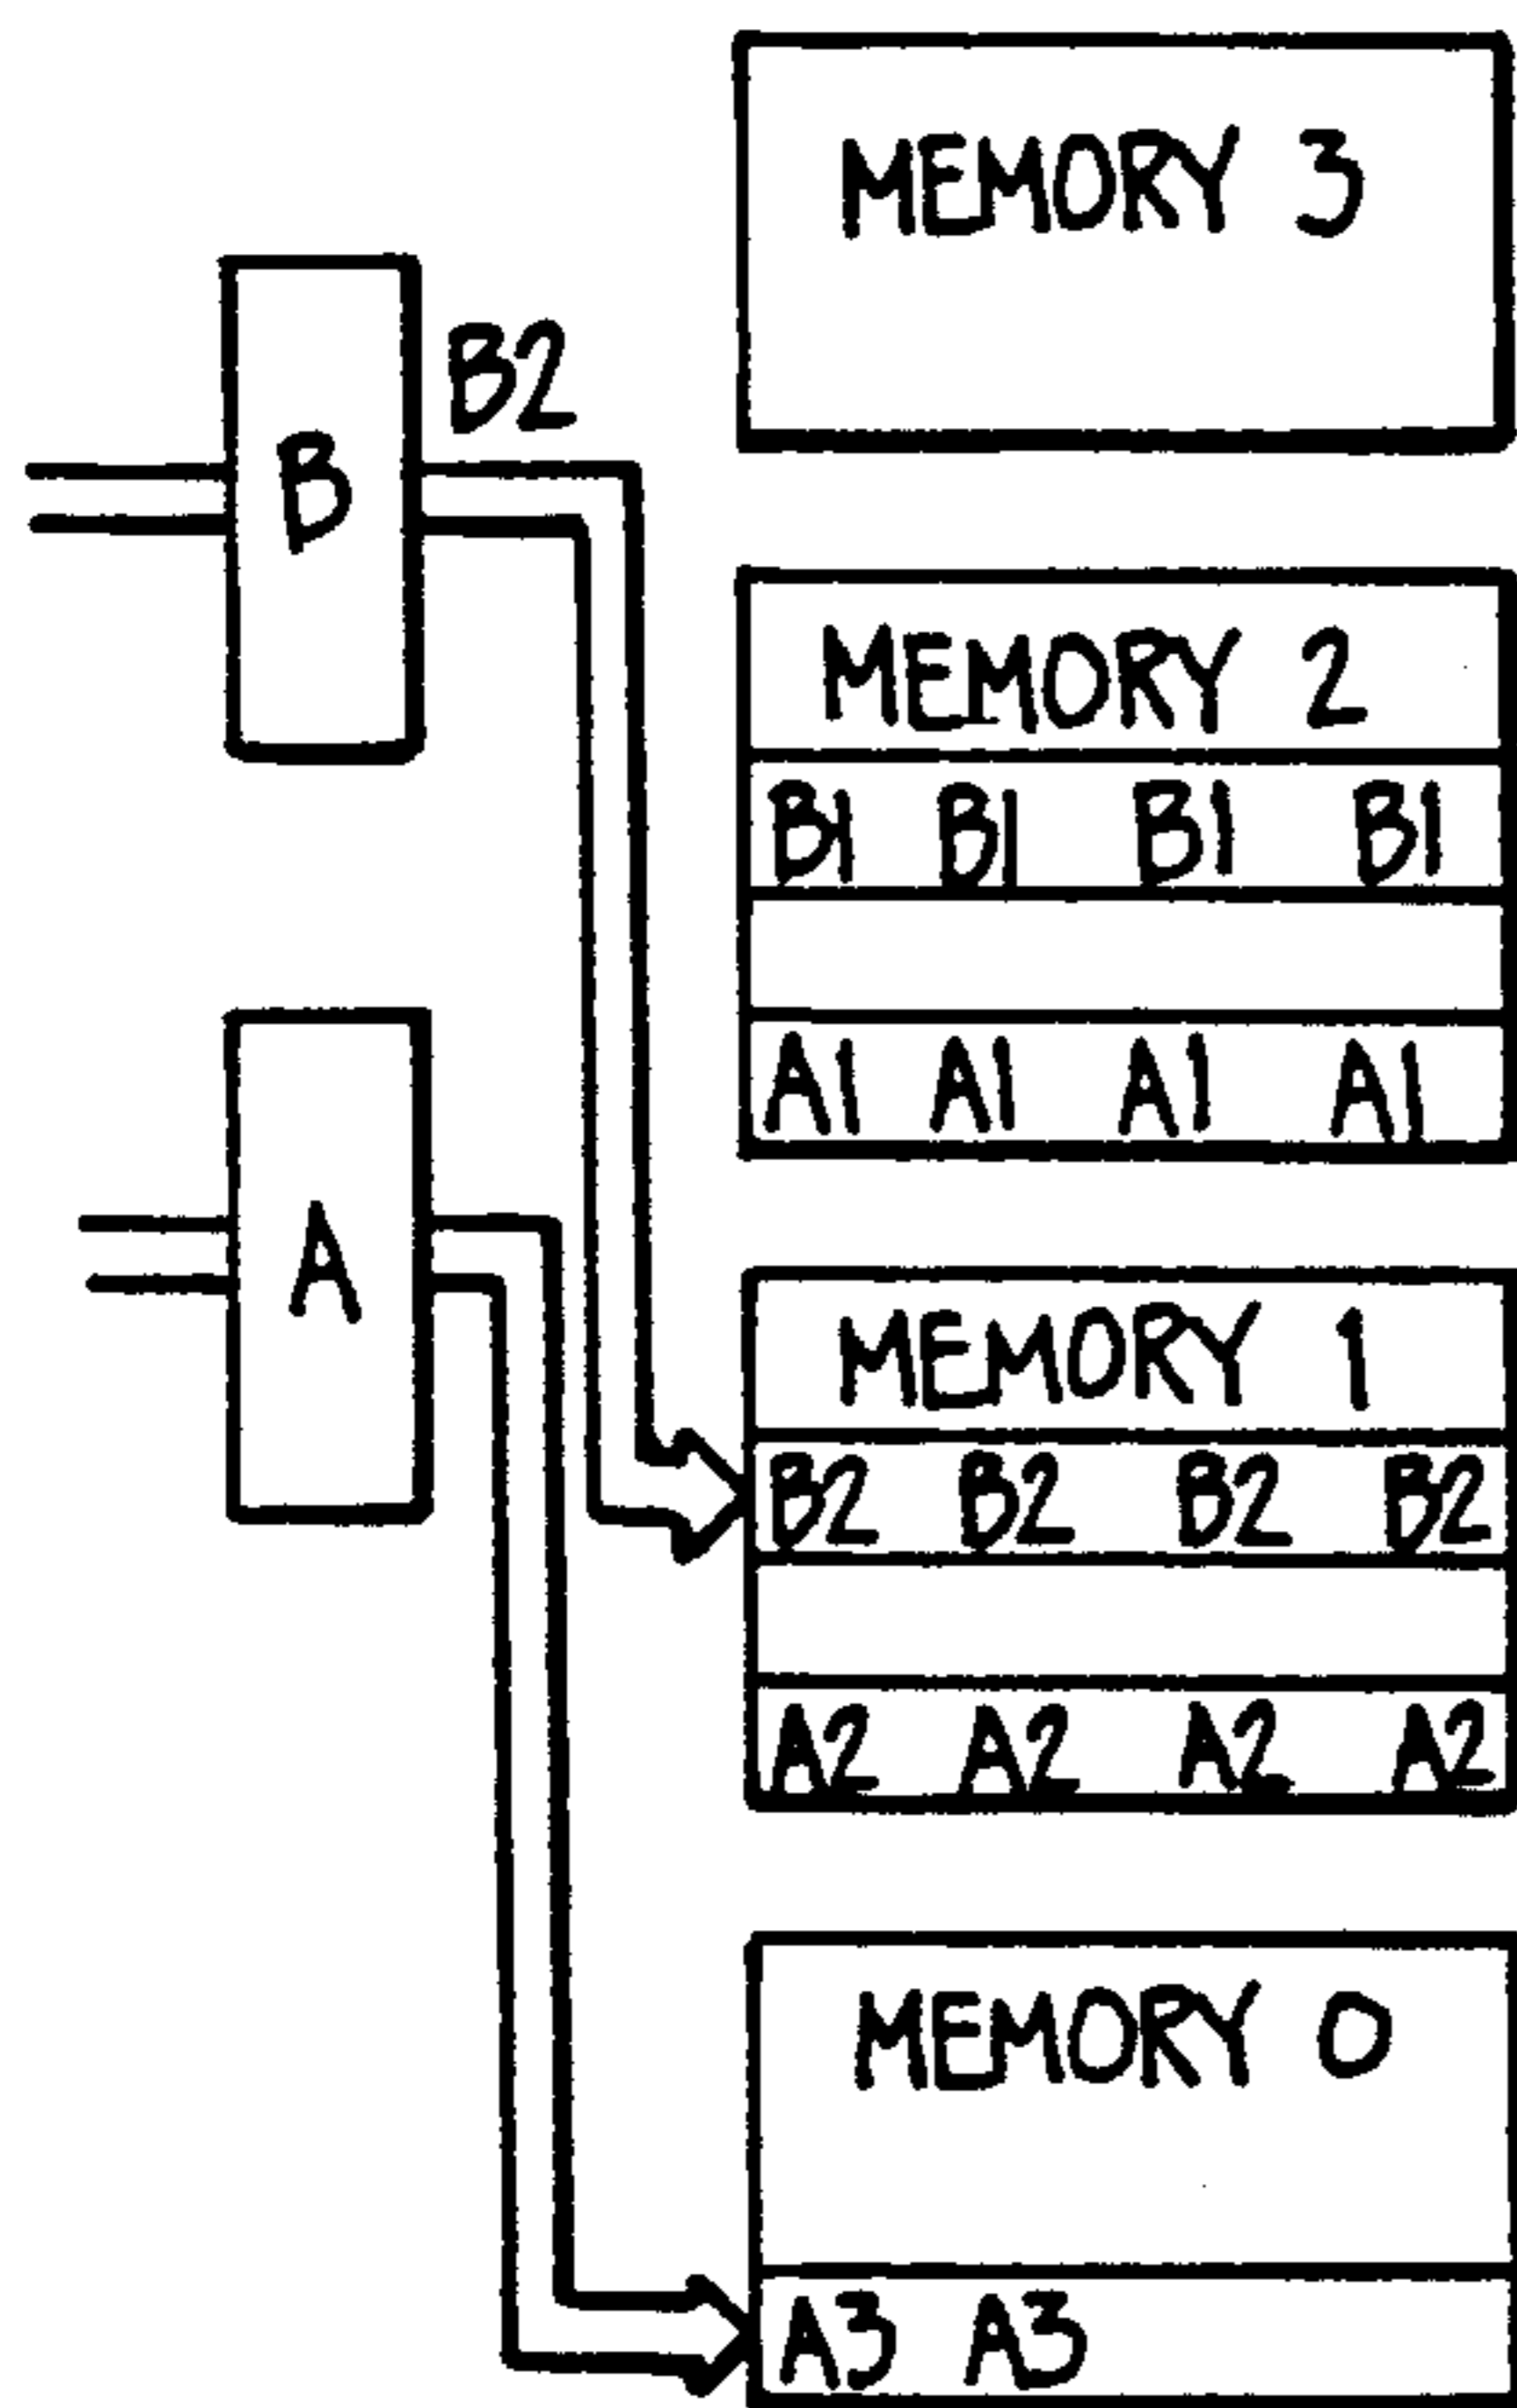 MEMORY 3
B2
B
MEMORY 2
B1 B1 B1 B1
A1 A1 A1 A1
A
MEMORY 1
B2 B2 B2 B2
A2 A2 A2 A2
MEMORY 0
A3 A3